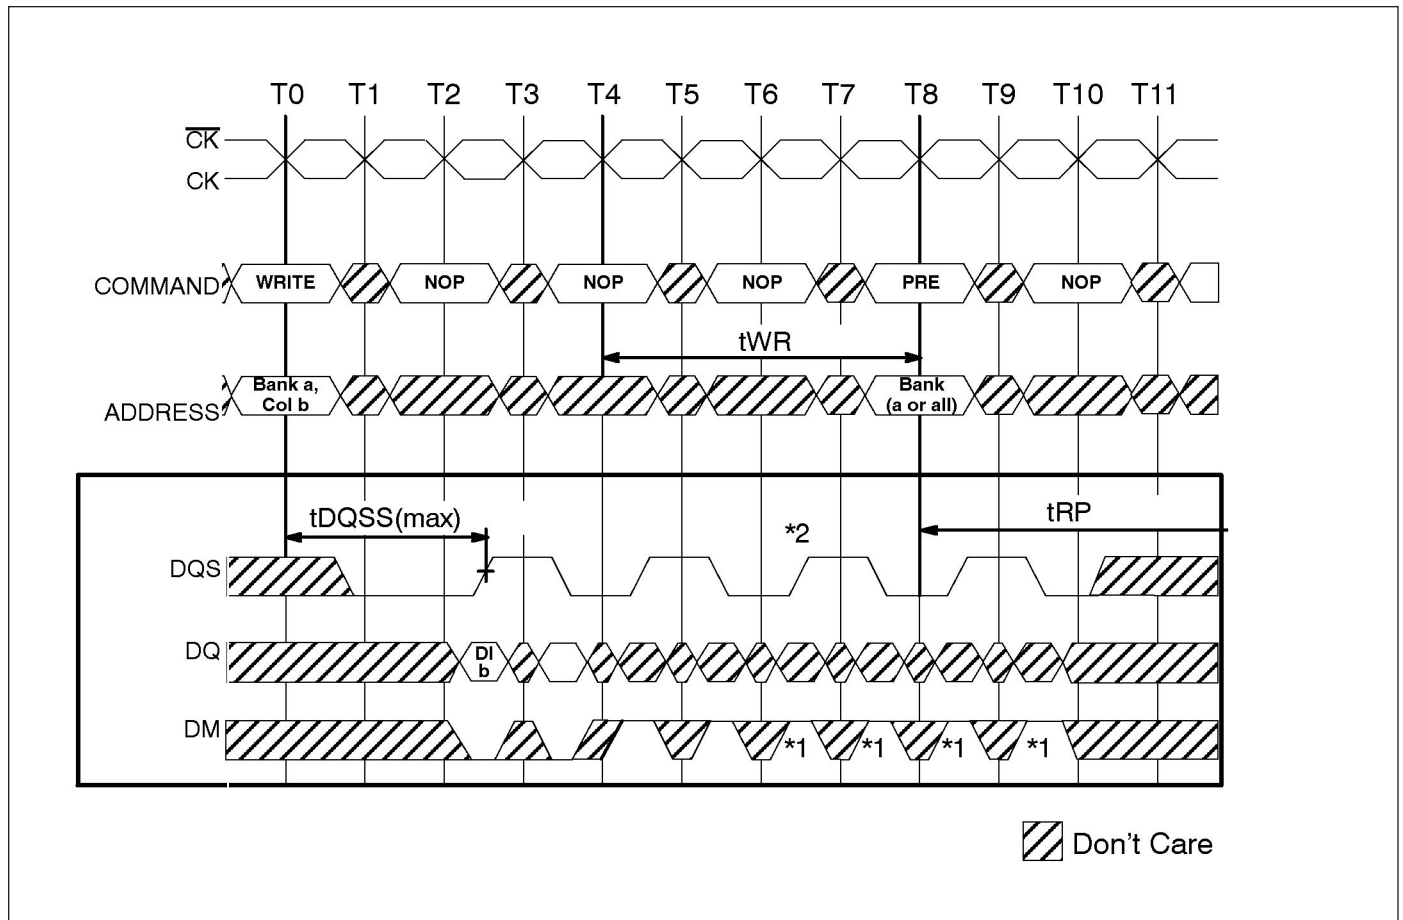 T0 T1 T2 T3 T4 T5 T6 T7 T8 T9 T10 T11
CK
CK
COMMAND WRITE NOP NOP NOP PRE NOP
tWR
ADDRESS Bank a, Col b Bank (a or all)
tDQSS(max) *2 tRP
DQS
DQ DI b
DM *1 *1 *1 *1
Don't Care